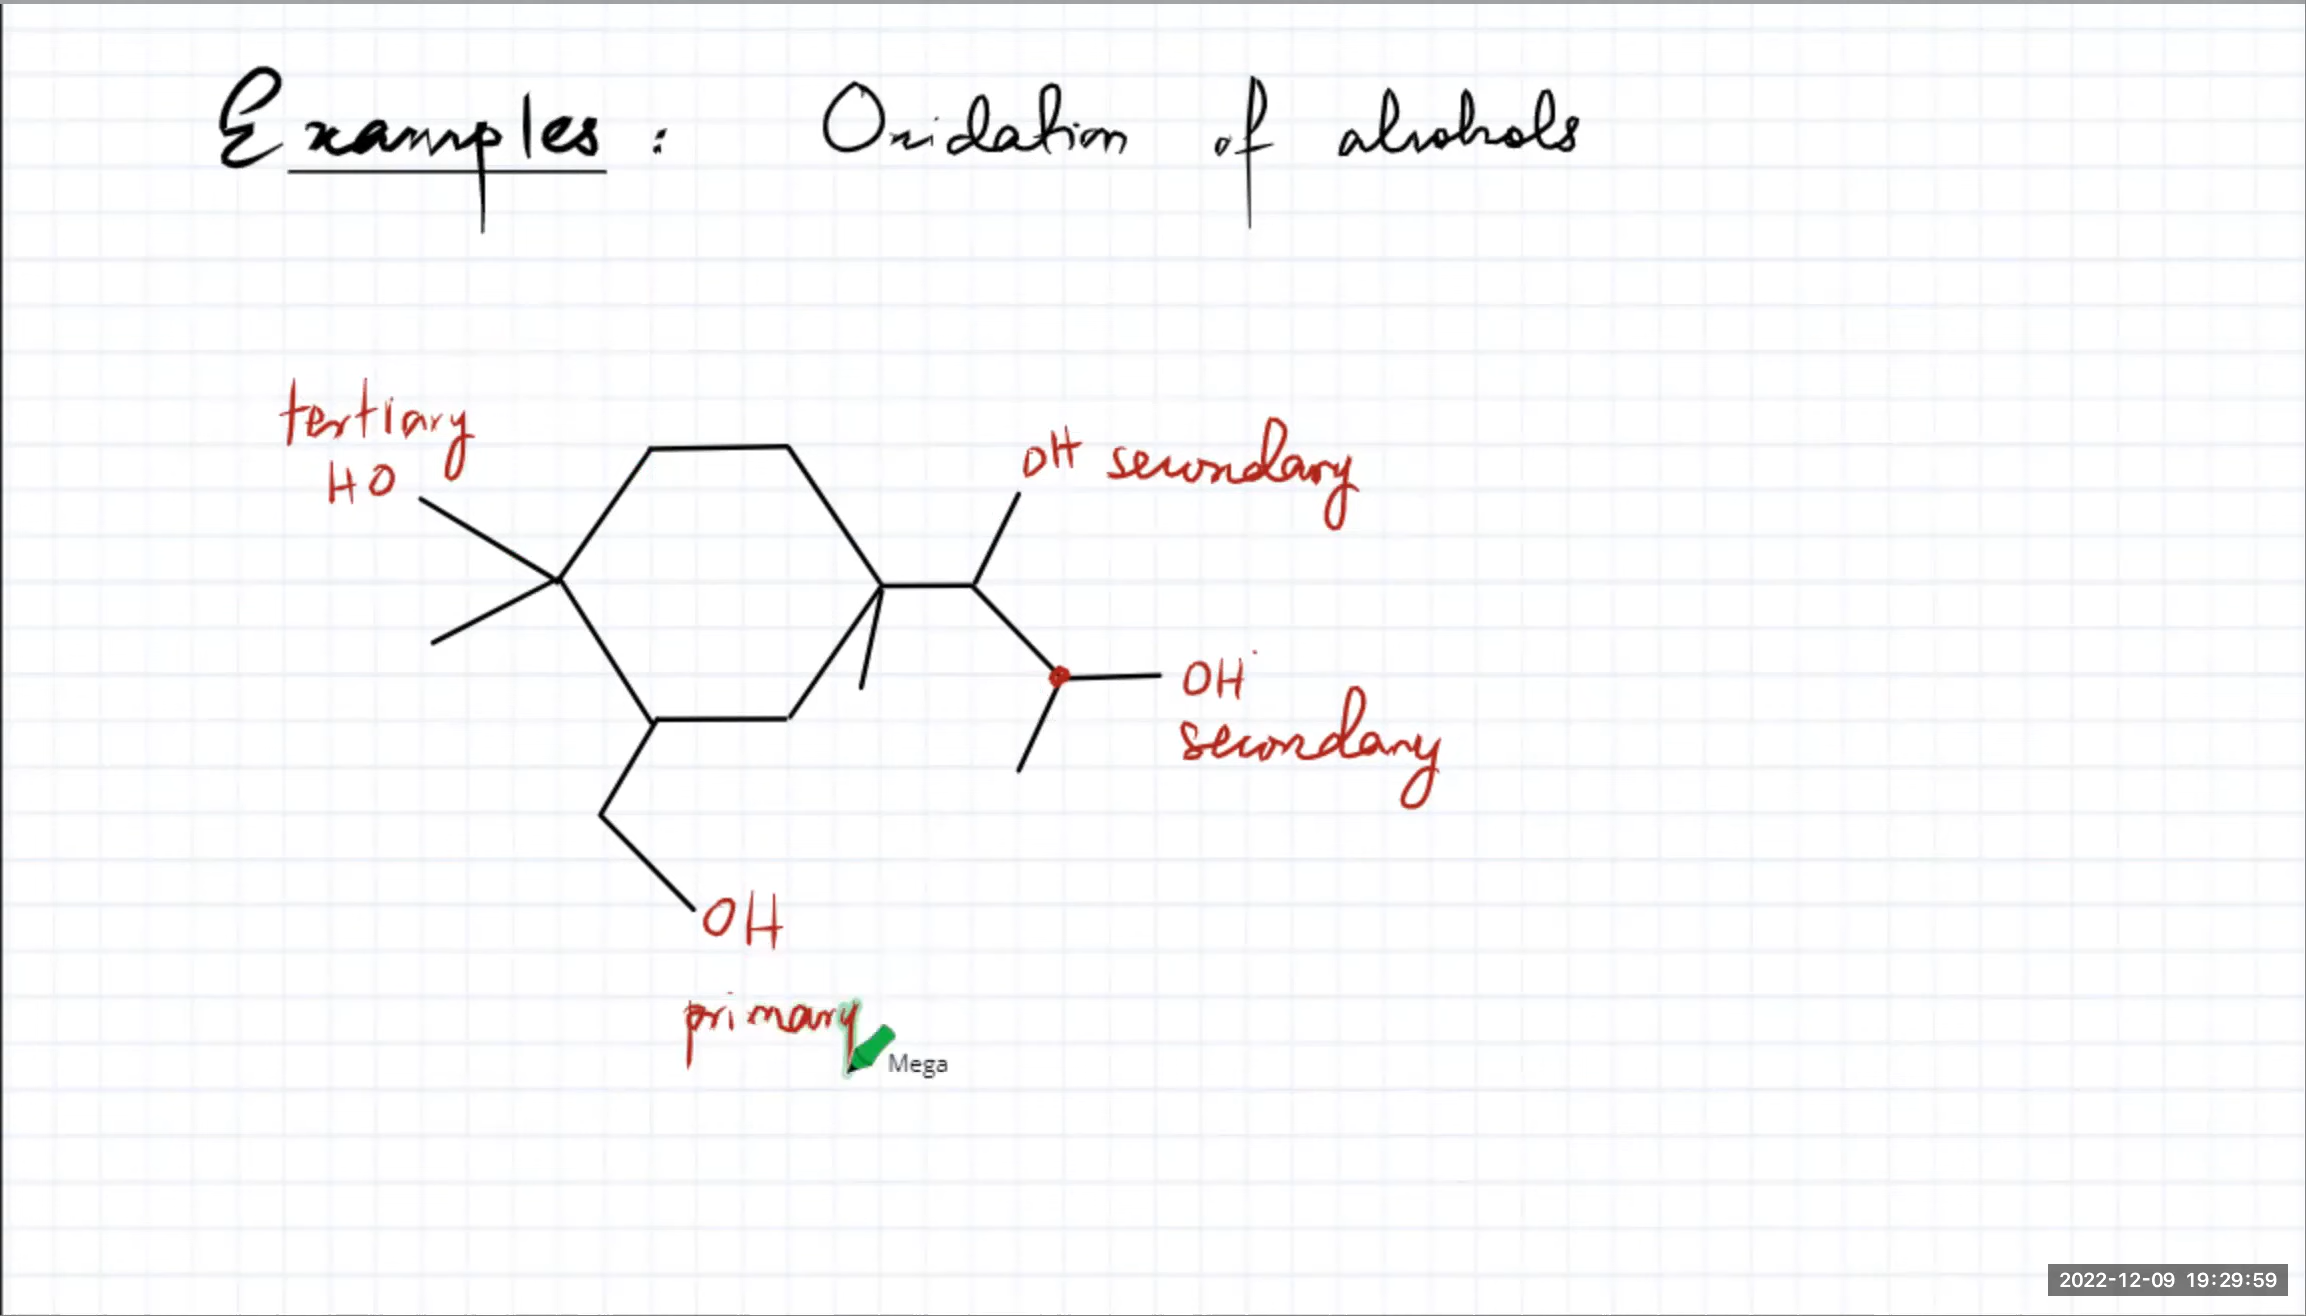 Examples : Oxidation of alcohols
tertiary
HO
OH secondary
OH
secondary
OH
primary
Mega
2022-12-09 19:29:59